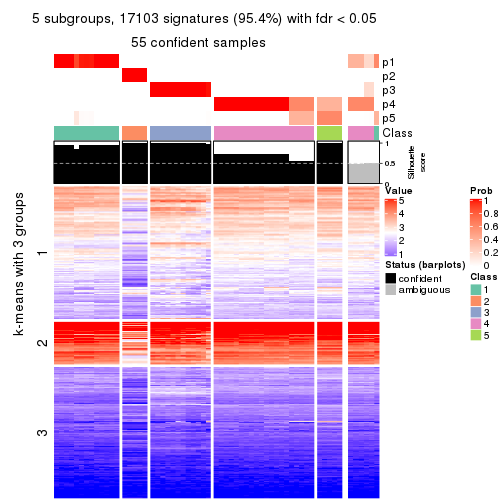 5 subgroups, 17103 signatures (95.4%) with fdr < 0.05
55 confident samples
p1
p2
p3
p4
p5
Class
1
0.5
0
Silhouette
score
k-means with 3 groups
1
2
3
Value
5
4
3
2
1
Status (barplots)
confident
ambiguous
Prob
1
0.8
0.6
0.4
0.2
0
Class
1
2
3
4
5